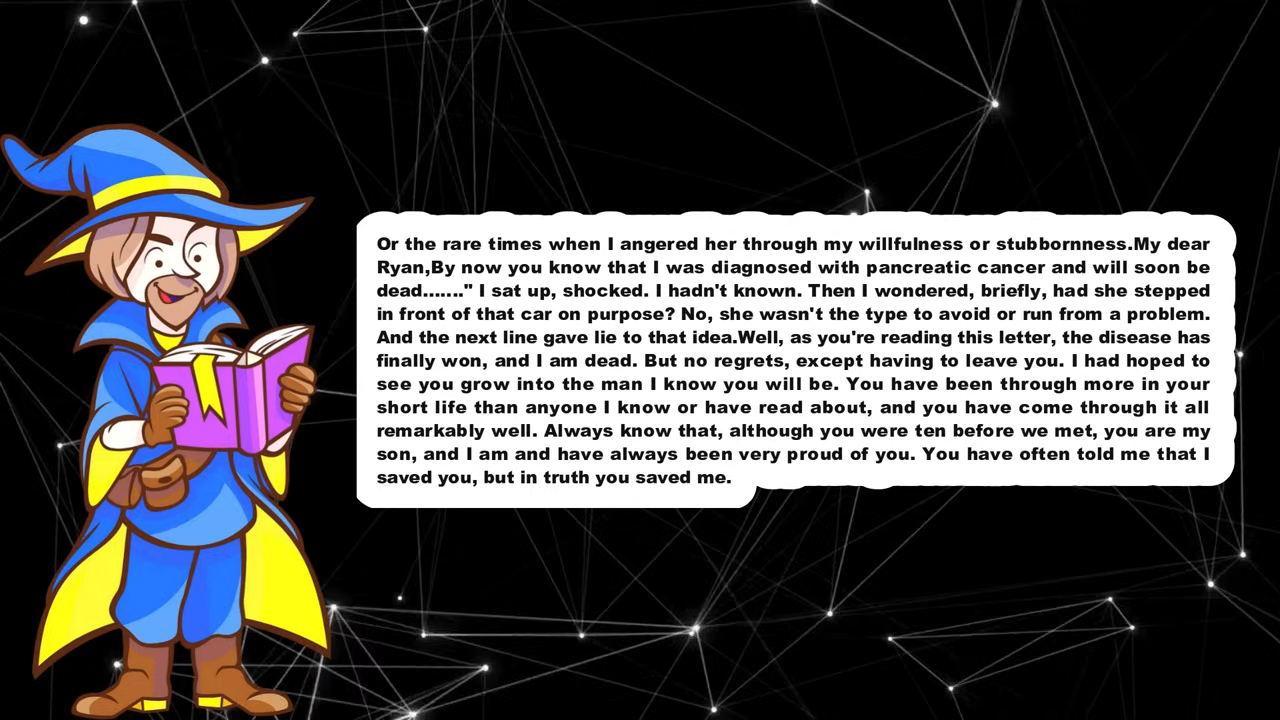 Or the rare times when I angered her through my willfulness or stubbornness.My dear
Ryan,By now you know that I was diagnosed with pancreatic cancer and will soon be
dead......." I sat up, shocked. I hadn't known. Then I wondered, briefly, had she stepped
in front of that car on purpose? No, she wasn't the type to avoid or run from a problem.
And the next line gave lie to that idea.Well, as you're reading this letter, the disease has
finally won, and I am dead. But no regrets, except having to leave you. I had hoped to
see you grow into the man I know you will be. You have been through more in your
short life than anyone I know or have read about, and you have come through it all
remarkably well. Always know that, although you were ten before we met, you are my
son, and I am and have always been very proud of you. You have often told me that I
saved you, but in truth you saved me.